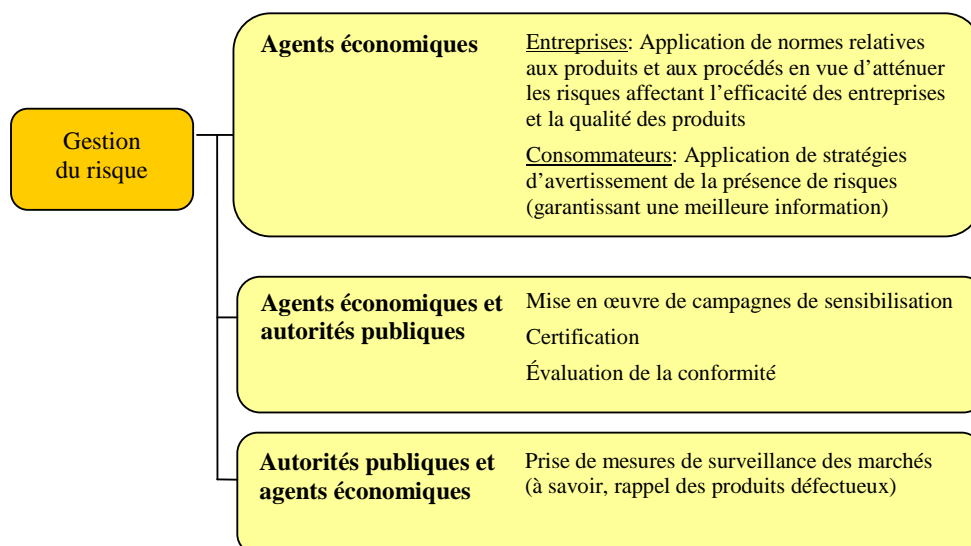 Gestion
du risque
Agents économiques
Entreprises: Application de normes relatives
aux produits et aux procédés en vue d’atténuer
les risques affectant l’efficacité des entreprises
et la qualité des produits
Consommateurs: Application de stratégies
d’avertissement de la présence de risques
(garantissant une meilleure information)
Agents économiques et
autorités publiques
Mise en œuvre de campagnes de sensibilisation
Certification
Évaluation de la conformité
Autorités publiques et
agents économiques
Prise de mesures de surveillance des marchés
(à savoir, rappel des produits défectueux)